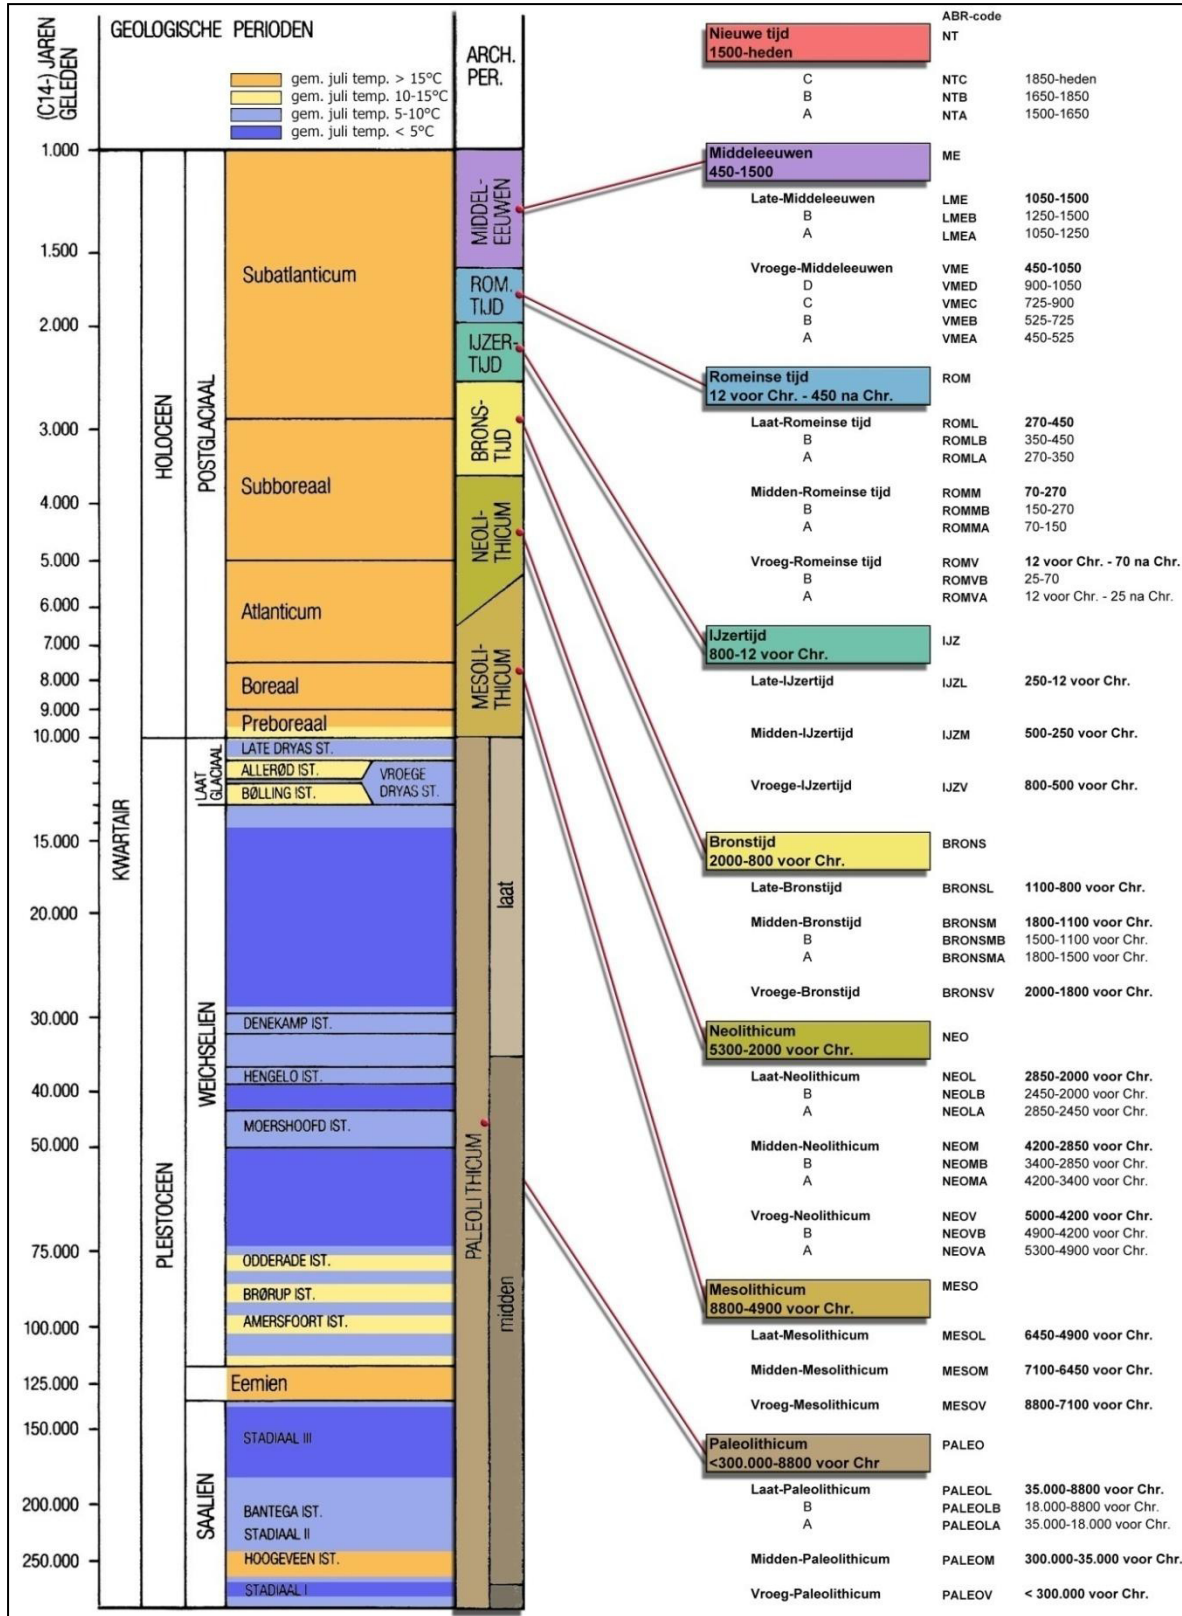 GEOLOGISCHE PERIODEN
(C14-) JAREN
GELEDEN
gem. juli temp. > 15°C
gem. juli temp. 10-15°C
gem. juli temp. 5-10°C
gem. juli temp. < 5°C
ARCH.
PER.
1.000
1.500
2.000
3.000
4.000
5.000
6.000
7.000
8.000
9.000
10.000
15.000
20.000
30.000
40.000
50.000
75.000
100.000
125.000
150.000
200.000
250.000
KWARTAIR
HOLOCEEN
PLEISTOCEEN
POSTGLACIAAL
LAAT
GLACIAAL
WEICHSELIEN
SAALIEN
Subatlanticum
Subboreaal
Atlanticum
Boreaal
Preboreaal
LATE DRYAS ST.
ALLERØD IST.
VROEGE
DRYAS ST.
BØLLING IST.
DENEKAMP IST.
HENGELO IST.
MOERSHOOFD IST.
ODDERADE IST.
BRØRUP IST.
AMERSFOORT IST.
Eemien
STADIAAL III
BANTEGA IST.
STADIAAL II
HOOGEVEEN IST.
STADIAAL I
MIDDEL-
EEUWEN
ROM.
TIJD
IJZER-
TIJD
BRONS-
TIJD
NEOLI-
THICUM
MESOLI-
THICUM
PALEOLITHICUM
laat
midden
ABR-code
Nieuwe tijd NT
1500-heden
C NTC 1850-heden
B NTB 1650-1850
A NTA 1500-1650
Middeleeuwen ME
450-1500
Late-Middeleeuwen LME 1050-1500
B LMEB 1250-1500
A LMEA 1050-1250
Vroege-Middeleeuwen VME 450-1050
D VMED 900-1050
C VMEC 725-900
B VMEB 525-725
A VMEA 450-525
Romeinse tijd ROM
12 voor Chr. - 450 na Chr.
Laat-Romeinse tijd ROML 270-450
B ROMLB 350-450
A ROMLA 270-350
Midden-Romeinse tijd ROMM 70-270
B ROMMB 150-270
A ROMMA 70-150
Vroeg-Romeinse tijd ROMV 12 voor Chr. - 70 na Chr.
B ROMVB 25-70
A ROMVA 12 voor Chr. - 25 na Chr.
IJzertijd IJZ
800-12 voor Chr.
Late-IJzertijd IJZL 250-12 voor Chr.
Midden-IJzertijd IJZM 500-250 voor Chr.
Vroege-IJzertijd IJZV 800-500 voor Chr.
Bronstijd BRONS
2000-800 voor Chr.
Late-Bronstijd BRONSL 1100-800 voor Chr.
Midden-Bronstijd BRONSM 1800-1100 voor Chr.
B BRONSMB 1500-1100 voor Chr.
A BRONSMA 1800-1500 voor Chr.
Vroege-Bronstijd BRONSV 2000-1800 voor Chr.
Neolithicum NEO
5300-2000 voor Chr.
Laat-Neolithicum NEOL 2850-2000 voor Chr.
B NEOLB 2450-2000 voor Chr.
A NEOLA 2850-2450 voor Chr.
Midden-Neolithicum NEOM 4200-2850 voor Chr.
B NEOMB 3400-2850 voor Chr.
A NEOMA 4200-3400 voor Chr.
Vroeg-Neolithicum NEOV 5000-4200 voor Chr.
B NEOVB 4900-4200 voor Chr.
A NEOVA 5300-4900 voor Chr.
Mesolithicum MESO
8800-4900 voor Chr.
Laat-Mesolithicum MESOL 6450-4900 voor Chr.
Midden-Mesolithicum MESOM 7100-6450 voor Chr.
Vroeg-Mesolithicum MESOV 8800-7100 voor Chr.
Paleolithicum PALEO
<300.000-8800 voor Chr
Laat-Paleolithicum PALEOL 35.000-8800 voor Chr.
B PALEOLB 18.000-8800 voor Chr.
A PALEOLA 35.000-18.000 voor Chr.
Midden-Paleolithicum PALEOM 300.000-35.000 voor Chr.
Vroeg-Paleolithicum PALEOV < 300.000 voor Chr.